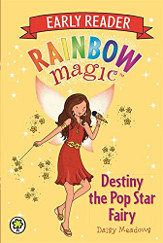 EARLY READER
RAINBOW
magic
Destiny
the Pop Star
Fairy
Daisy Meadows